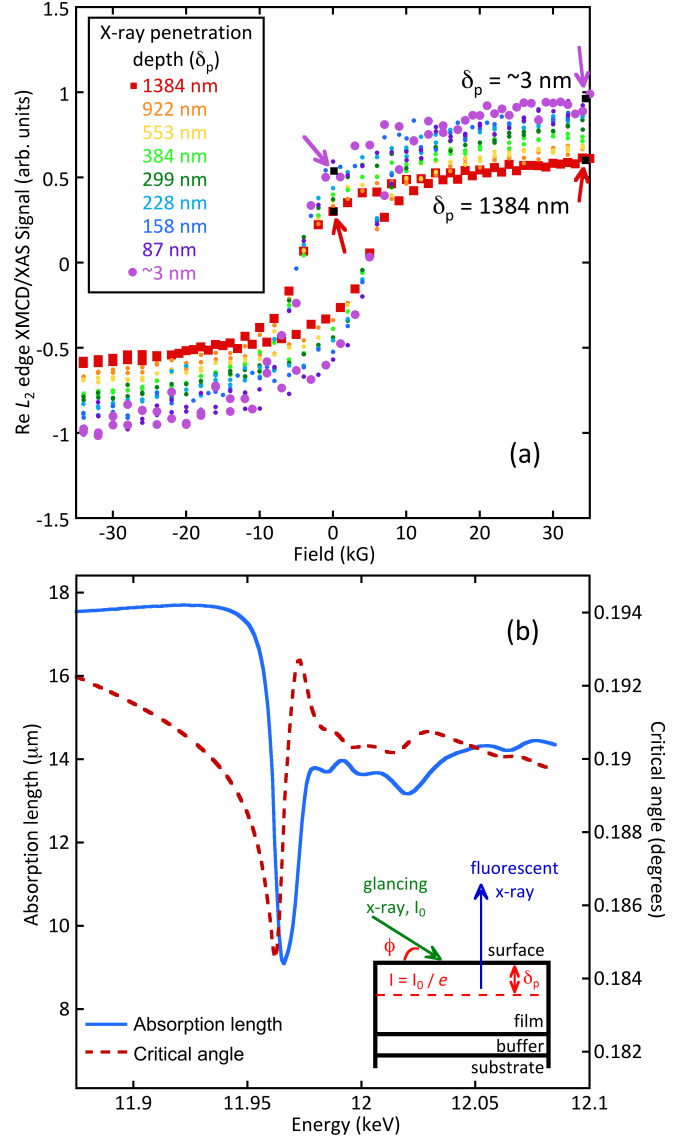 1.5
1
0.5
0
-0.5
-1
-1.5
Re L₂ edge XMCD/XAS Signal (arb. units)
X-ray penetration
depth (δₚ)
1384 nm
922 nm
553 nm
384 nm
299 nm
228 nm
158 nm
87 nm
~3 nm
δₚ = ~3 nm
δₚ = 1384 nm
(a)
-30 -20 -10 0 10 20 30
Field (kG)
18
16
14
13
11
9
8
Absorption length (μm)
(b)
0.194
0.192
0.19
0.188
0.186
0.184
0.182
Critical angle (degrees)
fluorescent
x-ray
glancing
x-ray, I₀
ϕ
surface
I = I₀ / e
δₚ
film
buffer
substrate
Absorption length
Critical angle
11.9 11.95 12 12.05 12.1
Energy (keV)